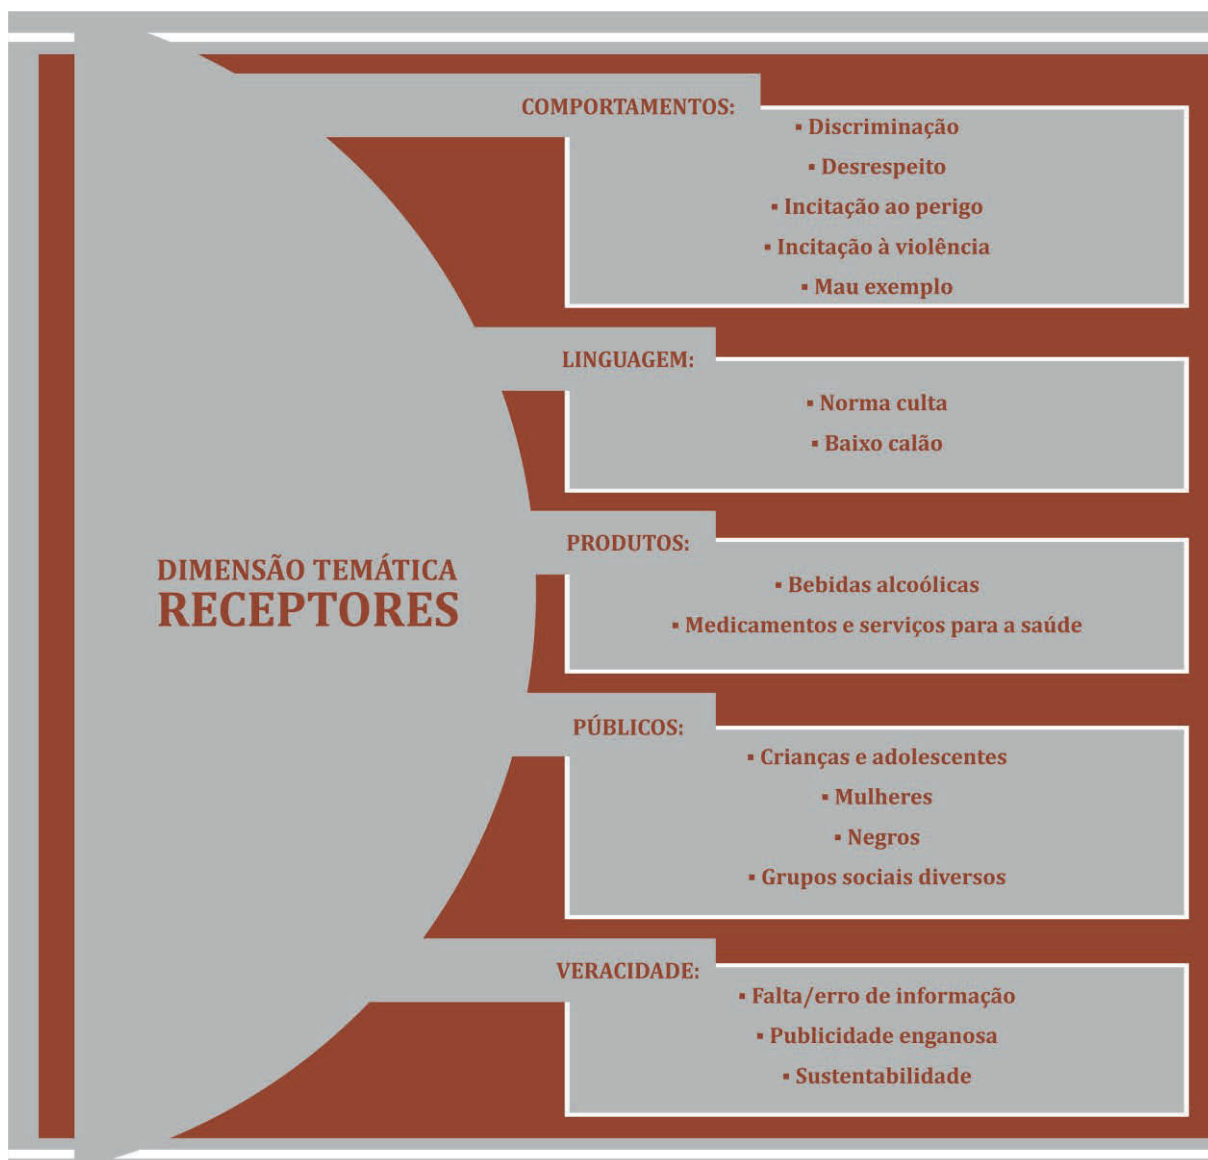 DIMENSÃO TEMÁTICA
RECEPTORES
COMPORTAMENTOS:
▪ Discriminação
▪ Desrespeito
▪ Incitação ao perigo
▪ Incitação à violência
▪ Mau exemplo
LINGUAGEM:
▪ Norma culta
▪ Baixo calão
PRODUTOS:
▪ Bebidas alcoólicas
▪ Medicamentos e serviços para a saúde
PÚBLICOS:
▪ Crianças e adolescentes
▪ Mulheres
▪ Negros
▪ Grupos sociais diversos
VERACIDADE:
▪ Falta/erro de informação
▪ Publicidade enganosa
▪ Sustentabilidade